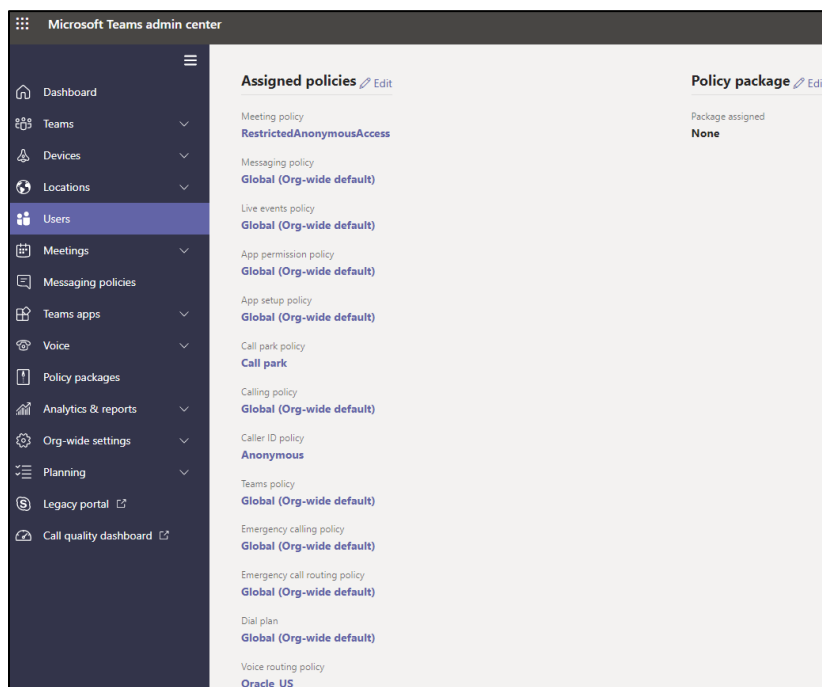 Microsoft Teams admin center
Dashboard
Teams
Devices
Locations
Users
Meetings
Messaging policies
Teams apps
Voice
Policy packages
Analytics & reports
Org-wide settings
Planning
Legacy portal
Call quality dashboard
Assigned policies Edit
Meeting policy
RestrictedAnonymousAccess
Messaging policy
Global (Org-wide default)
Live events policy
Global (Org-wide default)
App permission policy
Global (Org-wide default)
App setup policy
Global (Org-wide default)
Call park policy
Call park
Calling policy
Global (Org-wide default)
Caller ID policy
Anonymous
Teams policy
Global (Org-wide default)
Emergency calling policy
Global (Org-wide default)
Emergency call routing policy
Global (Org-wide default)
Dial plan
Global (Org-wide default)
Voice routing policy
Oracle_US
Policy package Edi
Package assigned
None